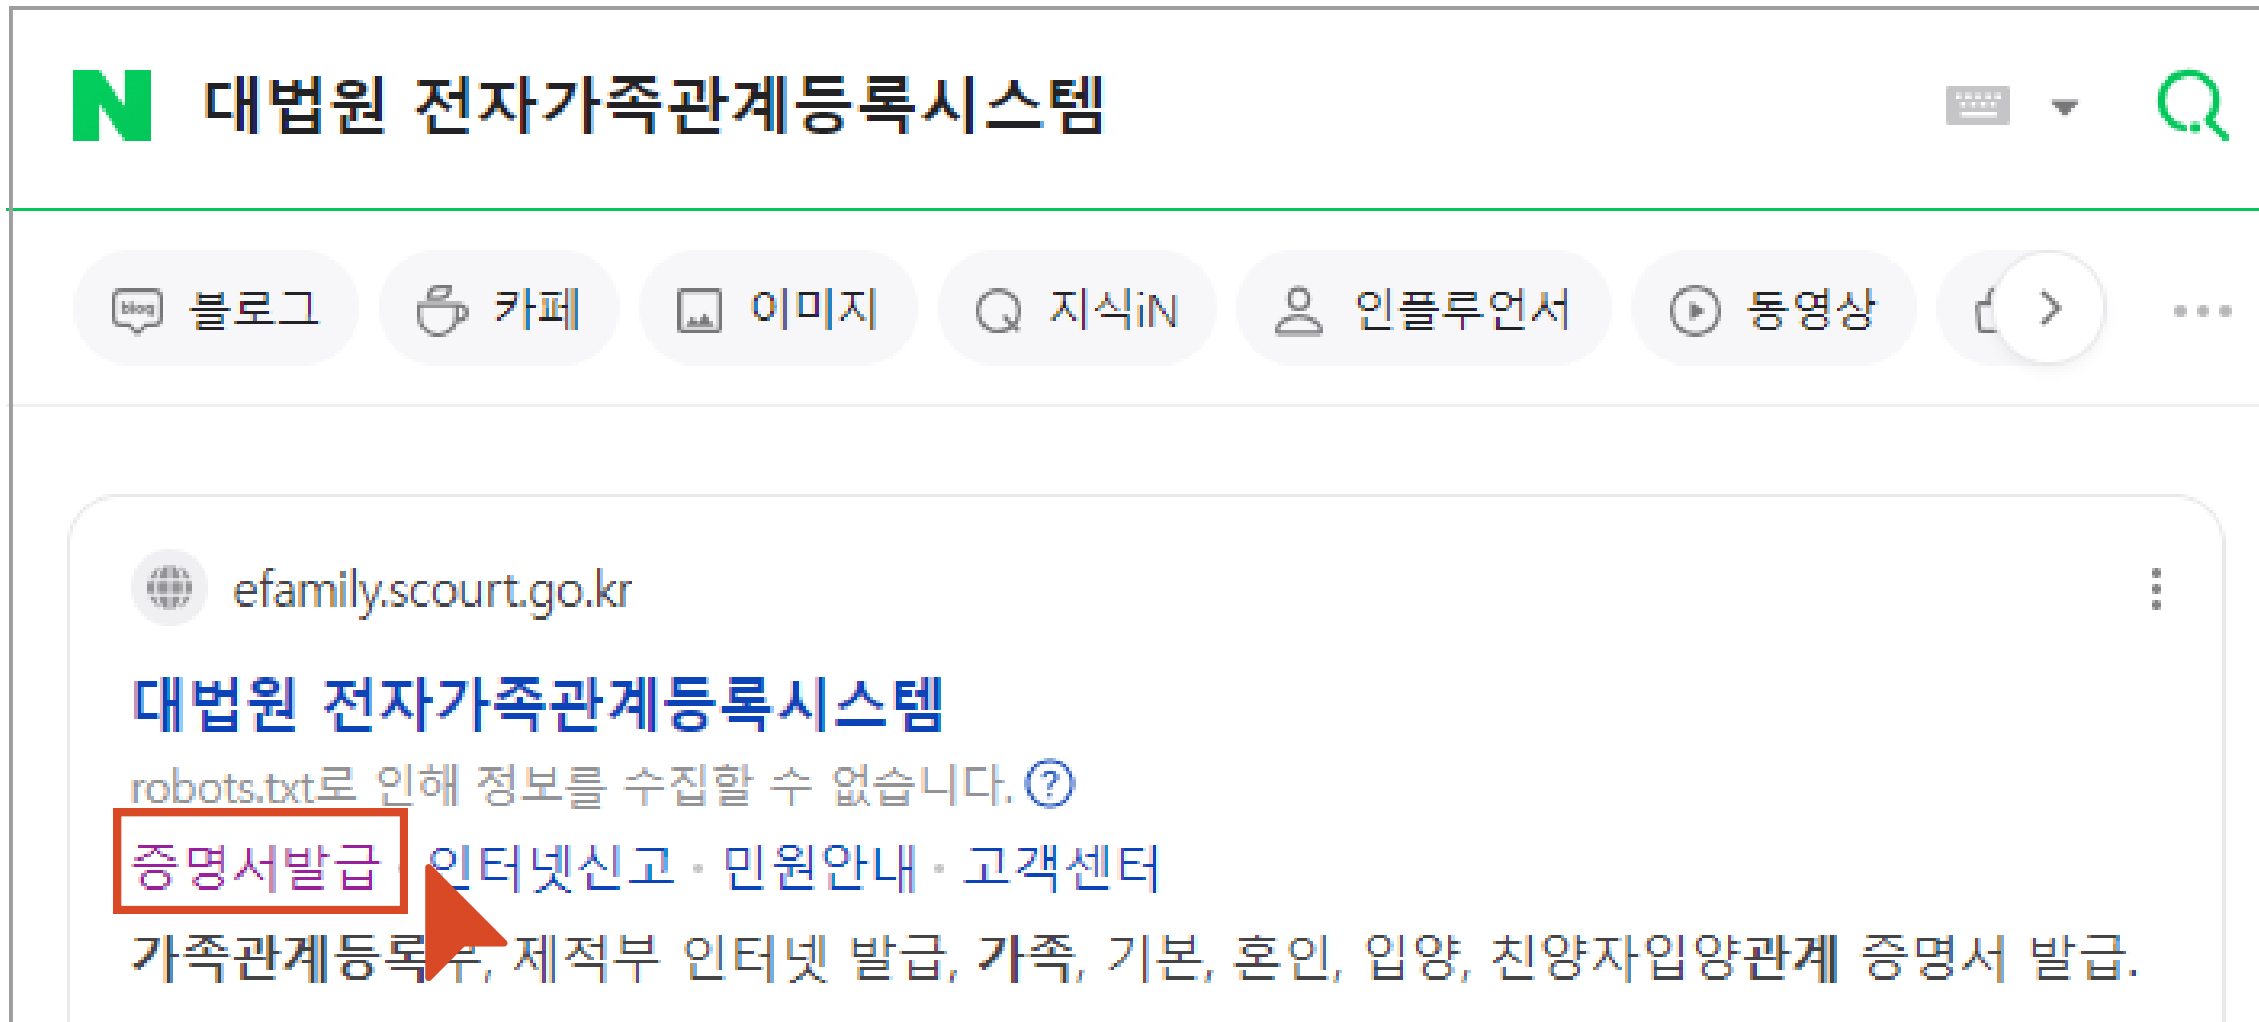 N 대법원 전자가족관계등록시스템
blog 블로그 카페 이미지 지식iN 인플루언서 동영상
efamily.scourt.go.kr
대법원 전자가족관계등록시스템
robots.txt로 인해 정보를 수집할 수 없습니다. ?
증명서발급 · 인터넷신고 · 민원안내 · 고객센터
가족관계등록부, 제적부 인터넷 발급, 가족, 기본, 혼인, 입양, 친양자입양관계 증명서 발급.